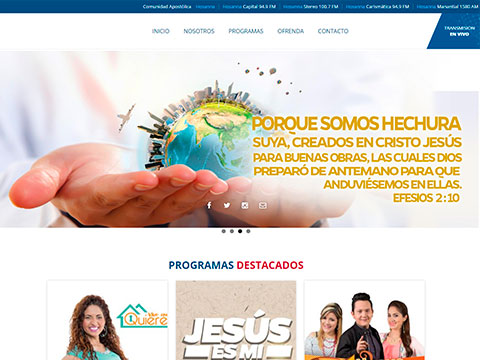 Comunidad Apostólica Hosanna | Hosanna Capital 94.9 FM | Hosanna Stereo 100.7 FM | Hosanna Carismática 94.9 FM | Hosanna Manantial 1580 AM
INICIO NOSOTROS PROGRAMAS OFRENDA CONTACTO
TRANSMISION
EN VIVO
PORQUE SOMOS HECHURA
SUYA, CREADOS EN CRISTO JESÚS
PARA BUENAS OBRAS, LAS CUALES DIOS
PREPARÓ DE ANTEMANO PARA QUE
ANDUVIÉSEMOS EN ELLAS.
EFESIOS 2:10
PROGRAMAS DESTACADOS
Quiere
JESÚS
ES MI